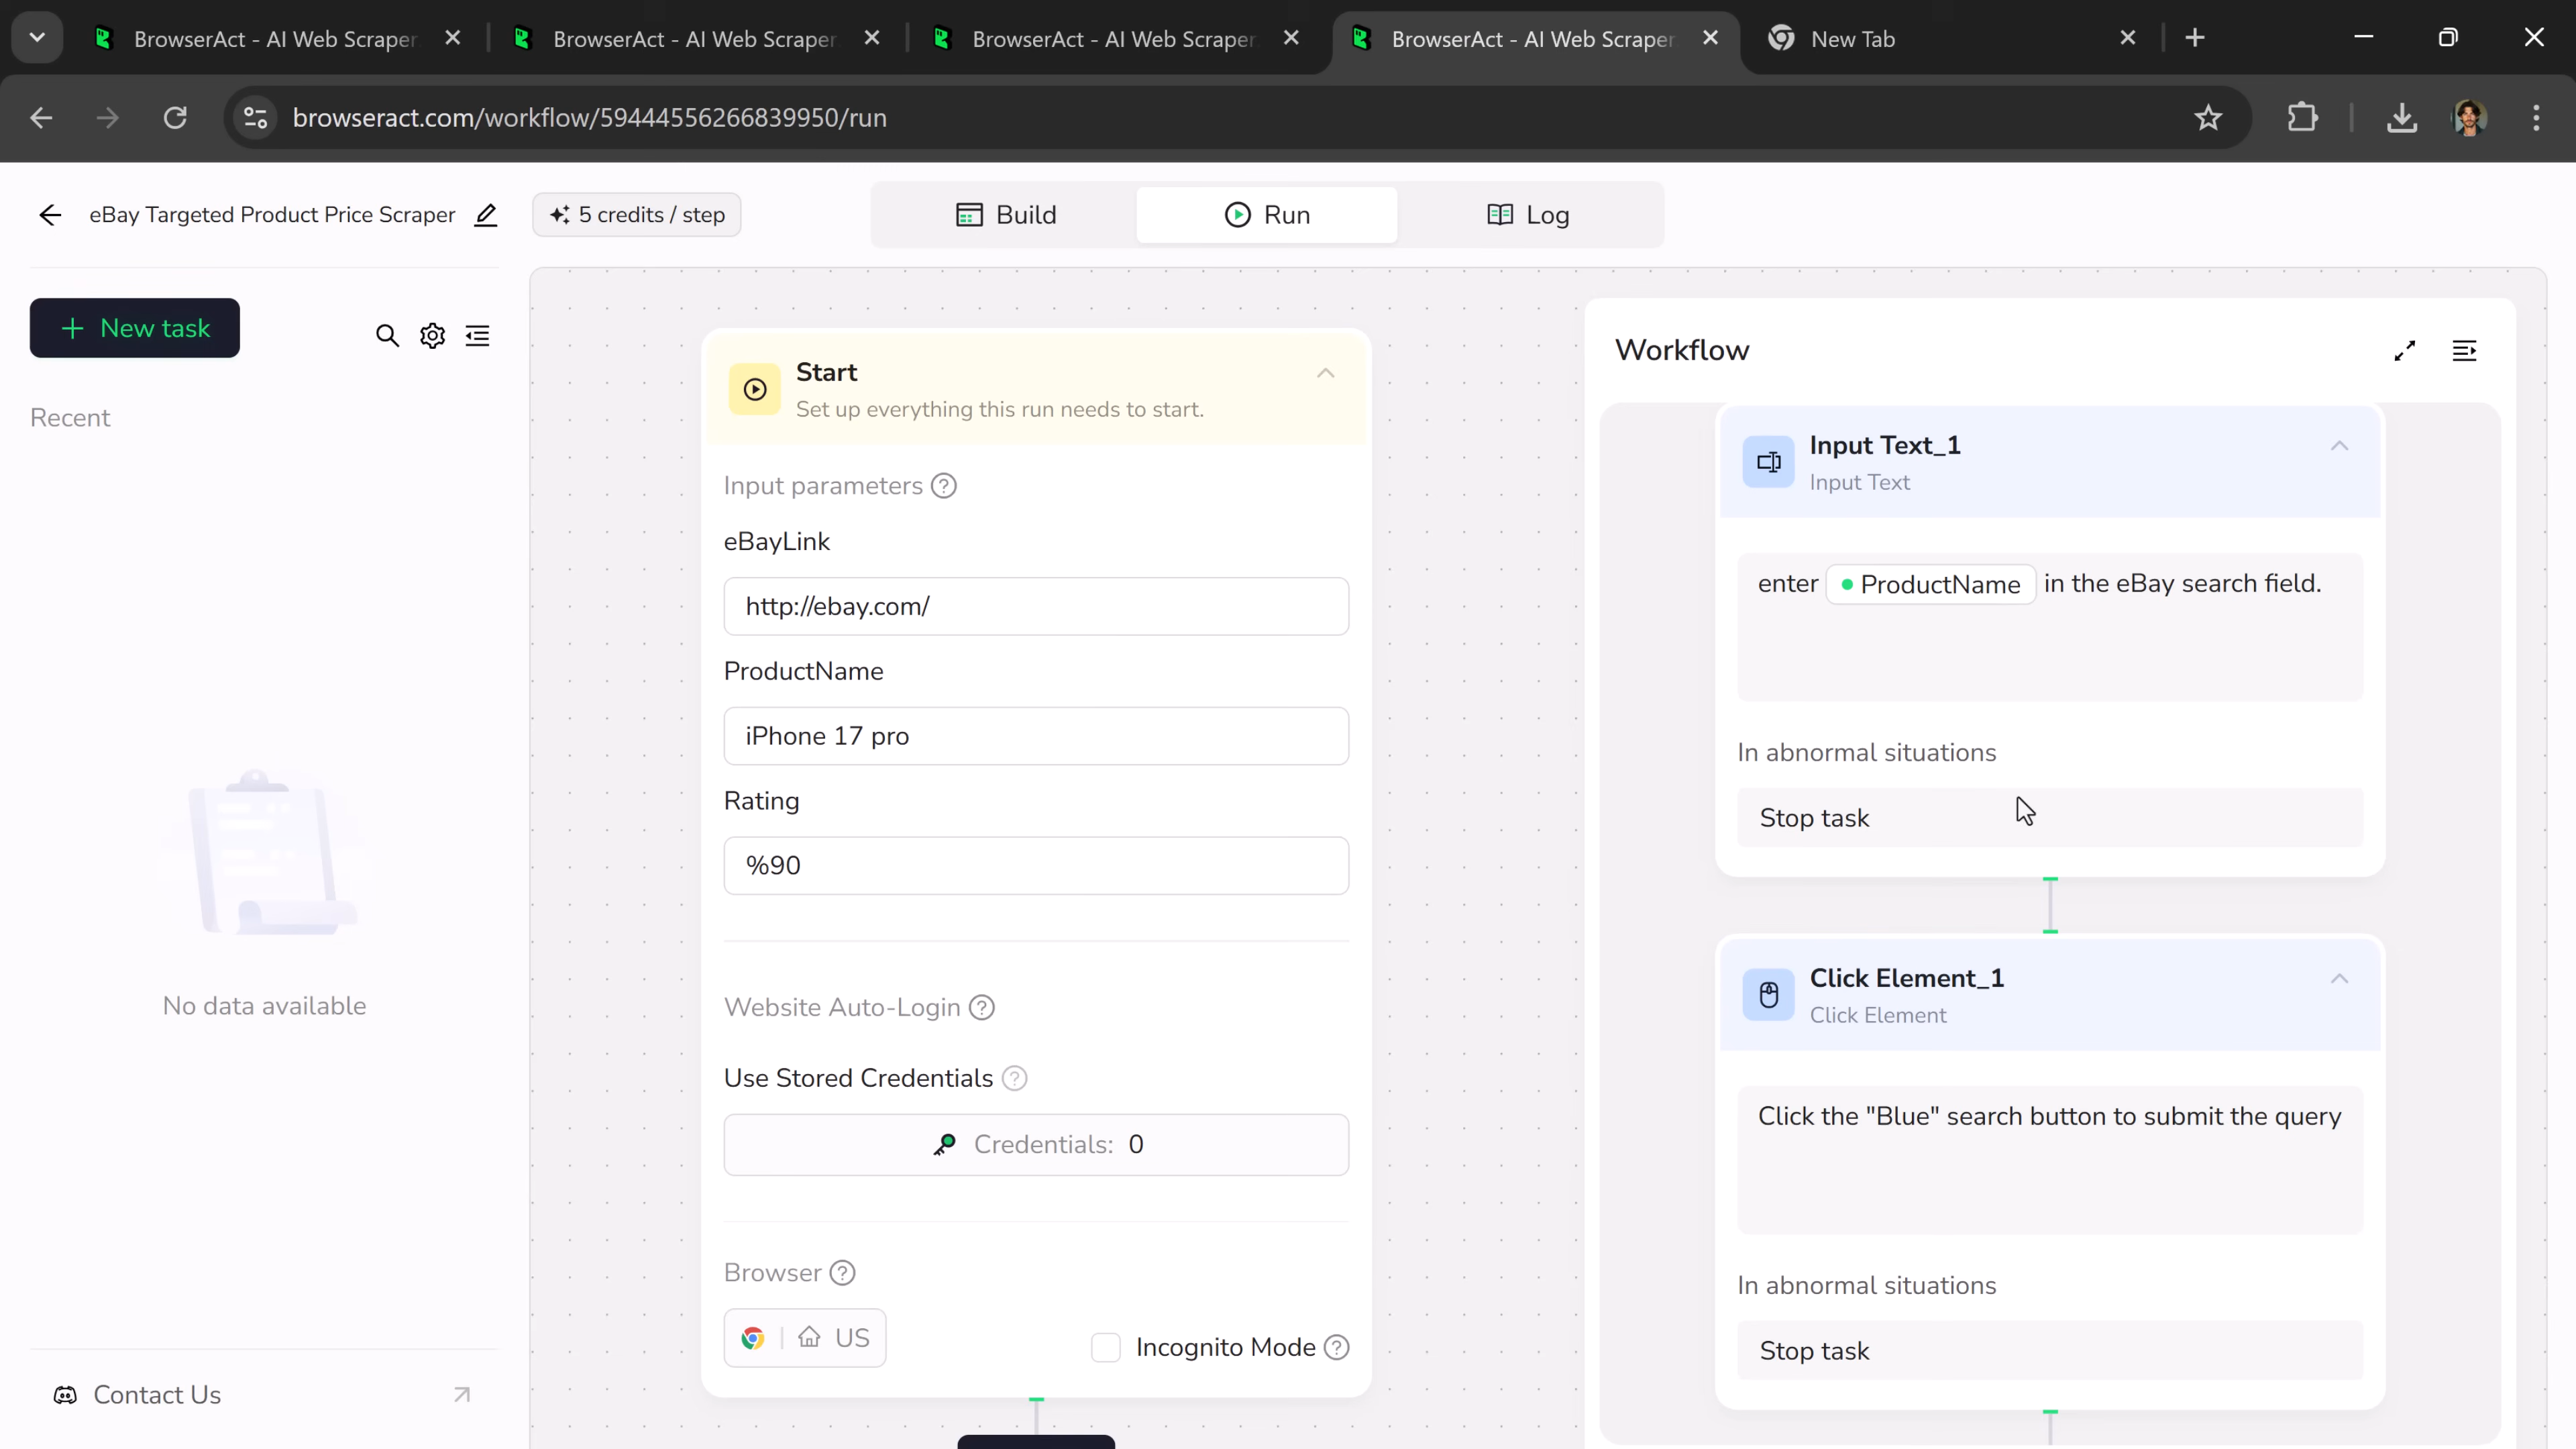 BrowserAct - AI Web Scraper
BrowserAct - AI Web Scraper
BrowserAct - AI Web Scraper
BrowserAct - AI Web Scraper
New Tab
browseract.com/workflow/59444556266839950/run
eBay Targeted Product Price Scraper
5 credits / step
Build
Run
Log
New task
Recent
No data available
Contact Us
Start
Set up everything this run needs to start.
Input parameters ?
eBayLink
http://ebay.com/
ProductName
iPhone 17 pro
Rating
%90
Website Auto-Login ?
Use Stored Credentials ?
Credentials: 0
Browser ?
US
Incognito Mode ?
Workflow
Input Text_1
Input Text
enter ProductName in the eBay search field.
In abnormal situations
Stop task
Click Element_1
Click Element
Click the "Blue" search button to submit the query
In abnormal situations
Stop task